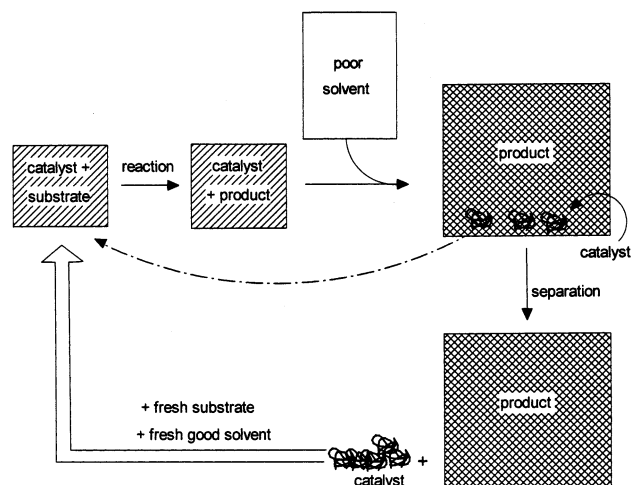 poor
solvent
catalyst +
substrate
reaction
catalyst
+ product
product
catalyst
separation
product
+ fresh substrate
+ fresh good solvent
catalyst
+